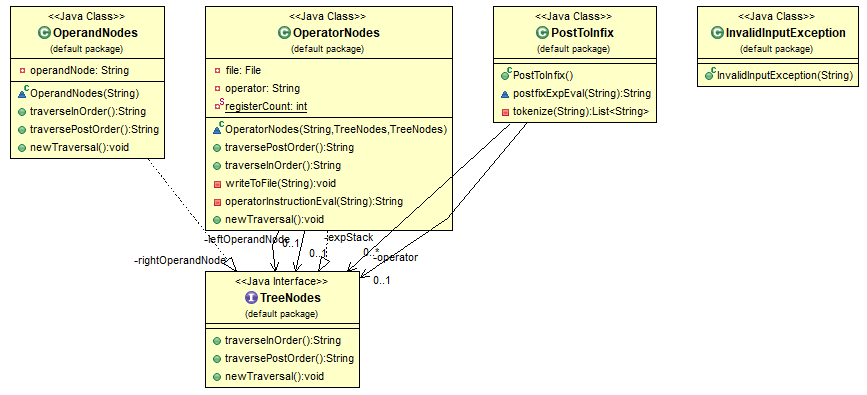 <<Java Class>>
OperandNodes
(default package)
operandNode: String
OperandNodes(String)
traverseInOrder():String
traversePostOrder():String
newTraversal():void
<<Java Class>>
OperatorNodes
(default package)
file: File
operator: String
registerCount: int
OperatorNodes(String,TreeNodes,TreeNodes)
traversePostOrder():String
traverseInOrder():String
writeToFile(String):void
operatorInstructionEval(String):String
newTraversal():void
<<Java Class>>
PostToInfix
(default package)
PostToInfix()
postfixExpEval(String):String
tokenize(String):List<String>
<<Java Class>>
InvalidInputException
(default package)
InvalidInputException(String)
-leftOperandNode
0..1
-expStack
0..1
0..*
-operator
-rightOperandNode
0..1
<<Java Interface>>
TreeNodes
(default package)
traverseInOrder():String
traversePostOrder():String
newTraversal():void